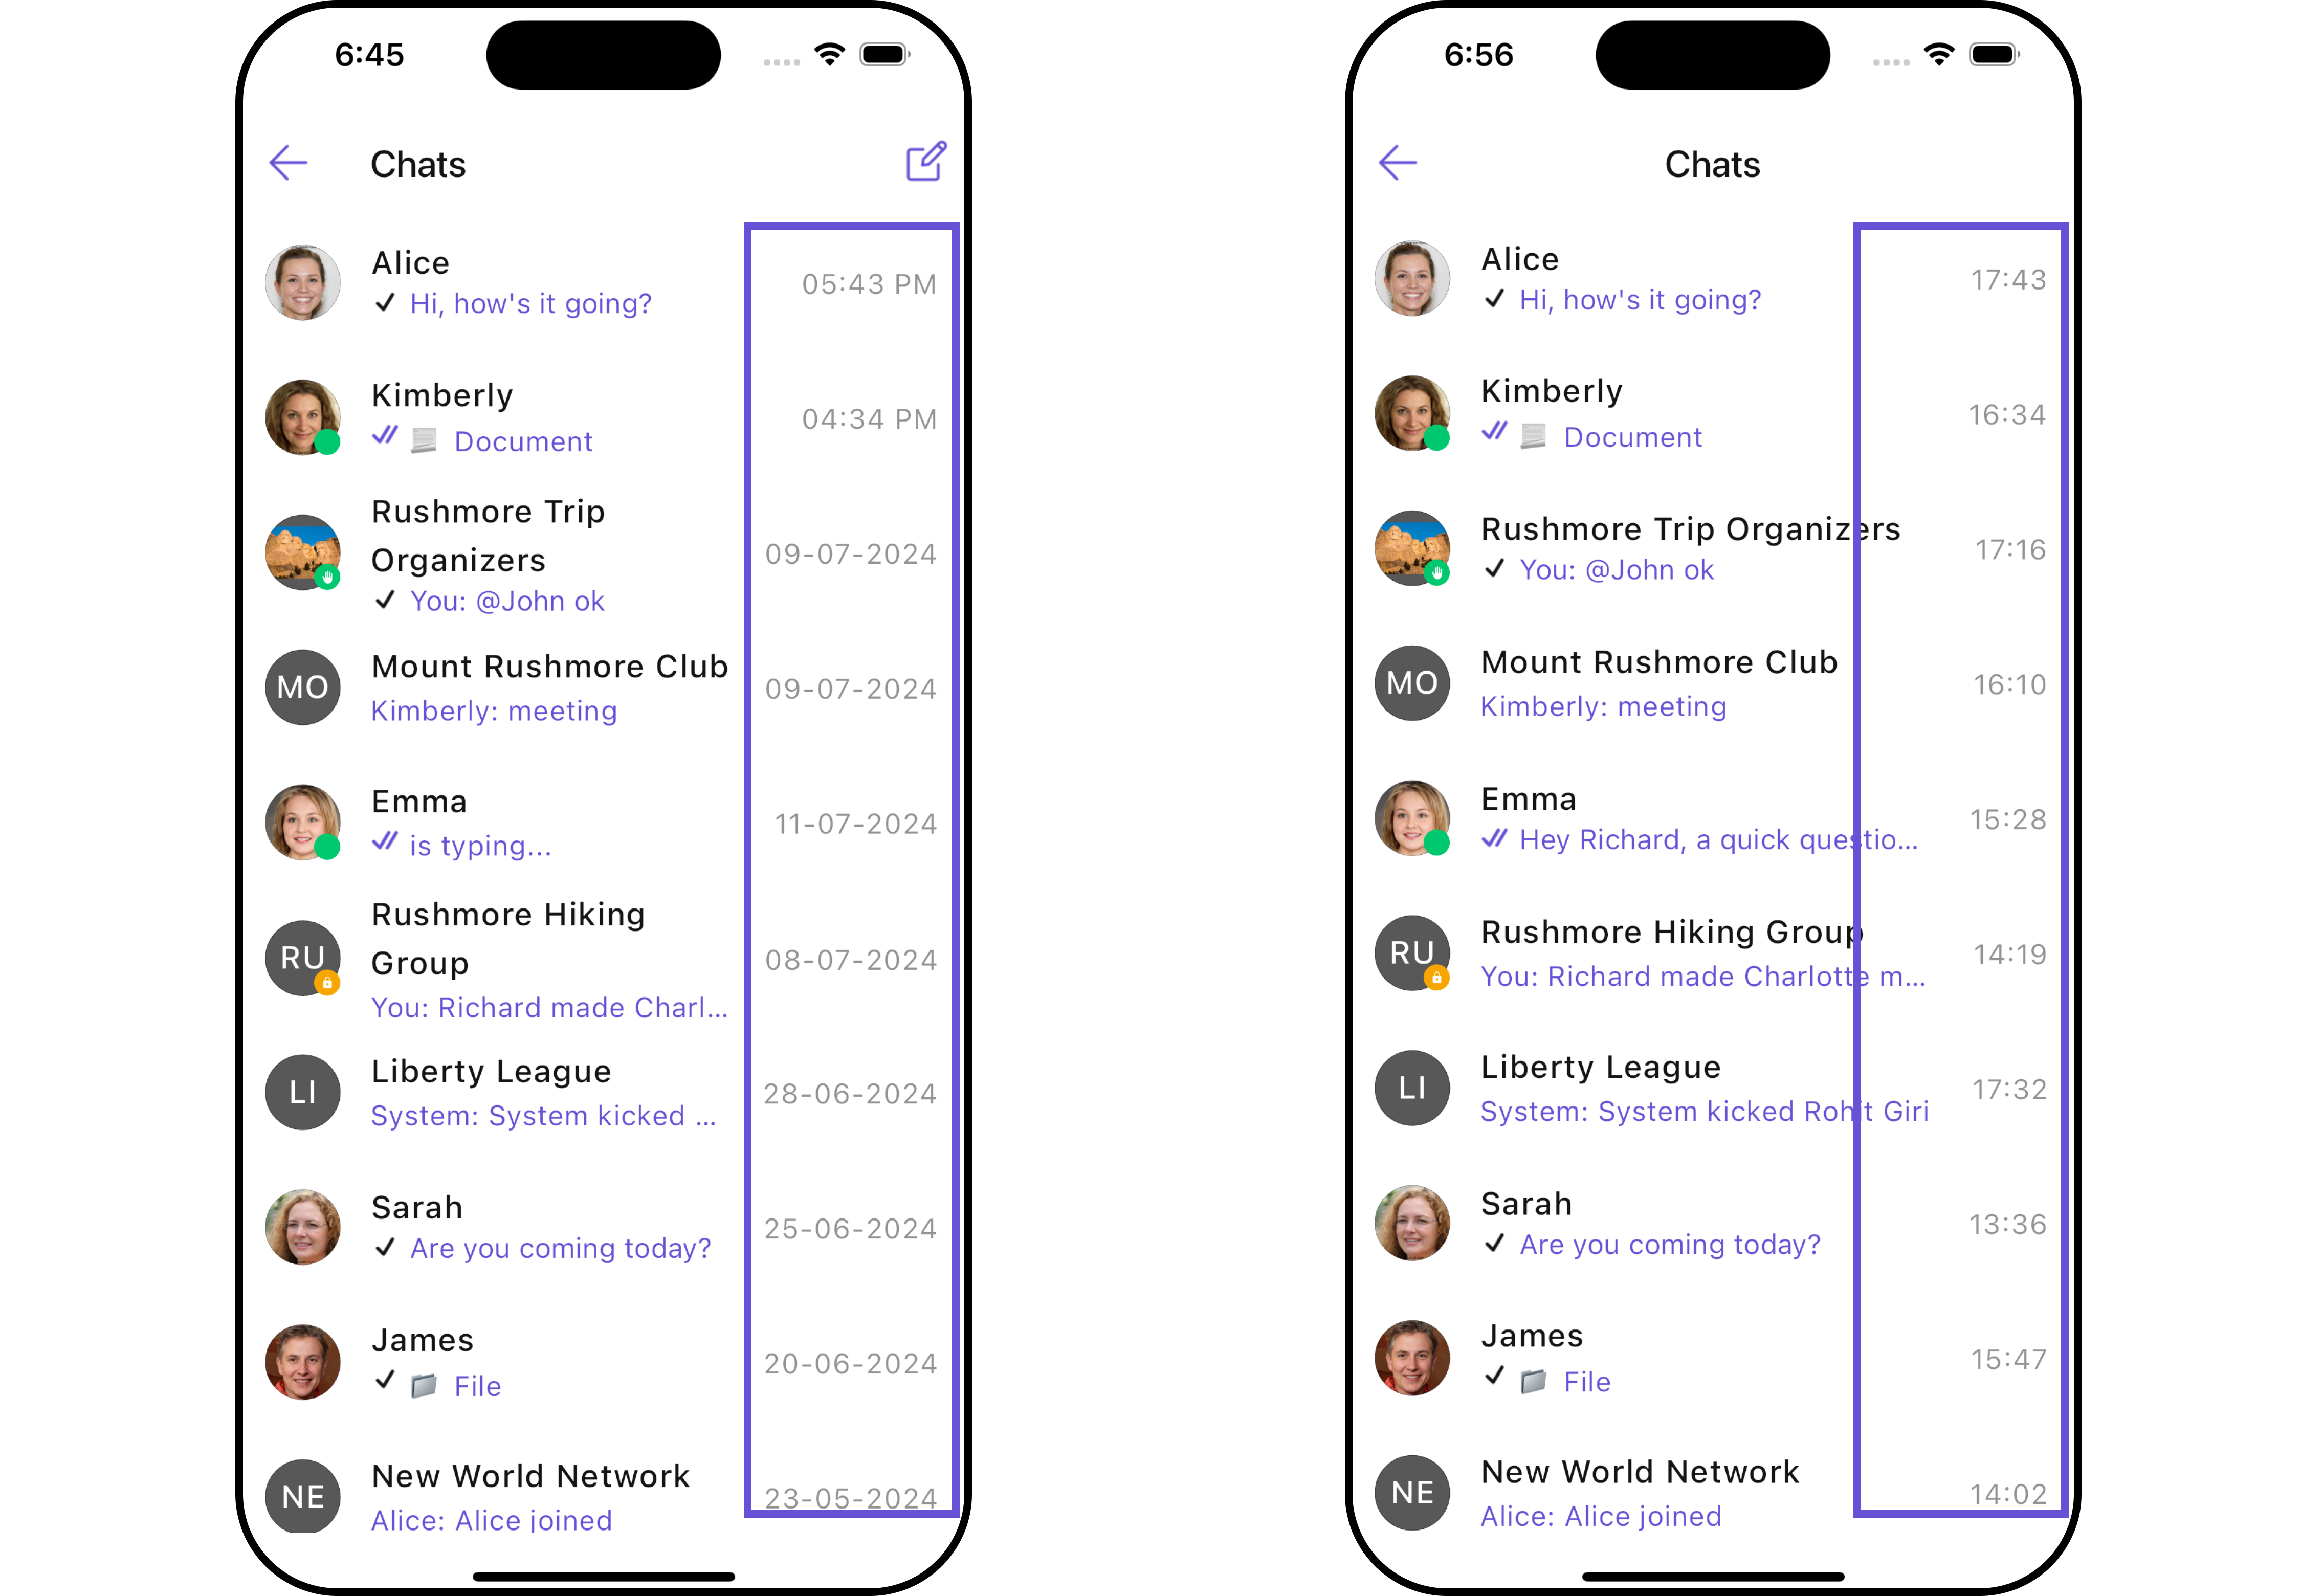 6:45
Chats
Alice
Hi, how's it going?
05:43 PM
Kimberly
Document
04:34 PM
Rushmore Trip
Organizers
You: @John ok
09-07-2024
MO
Mount Rushmore Club
Kimberly: meeting
09-07-2024
Emma
is typing...
11-07-2024
RU
Rushmore Hiking
Group
You: Richard made Charl...
08-07-2024
LI
Liberty League
System: System kicked ...
28-06-2024
Sarah
Are you coming today?
25-06-2024
James
File
20-06-2024
NE
New World Network
Alice: Alice joined
23-05-2024
6:56
Chats
Alice
Hi, how's it going?
17:43
Kimberly
Document
16:34
Rushmore Trip Organizers
You: @John ok
17:16
MO
Mount Rushmore Club
Kimberly: meeting
16:10
Emma
Hey Richard, a quick questio...
15:28
RU
Rushmore Hiking Group
You: Richard made Charlotte m...
14:19
LI
Liberty League
System: System kicked Rohit Giri
17:32
Sarah
Are you coming today?
13:36
James
File
15:47
NE
New World Network
Alice: Alice joined
14:02